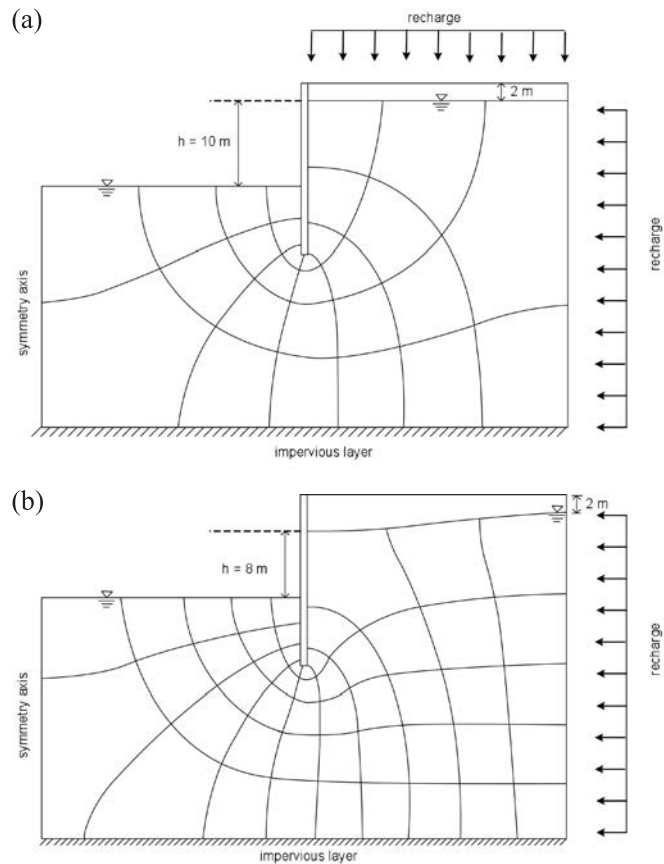 (a)
recharge
2 m
h = 10 m
symmetry axis
recharge
impervious layer
(b)
2 m
h = 8 m
symmetry axis
recharge
impervious layer